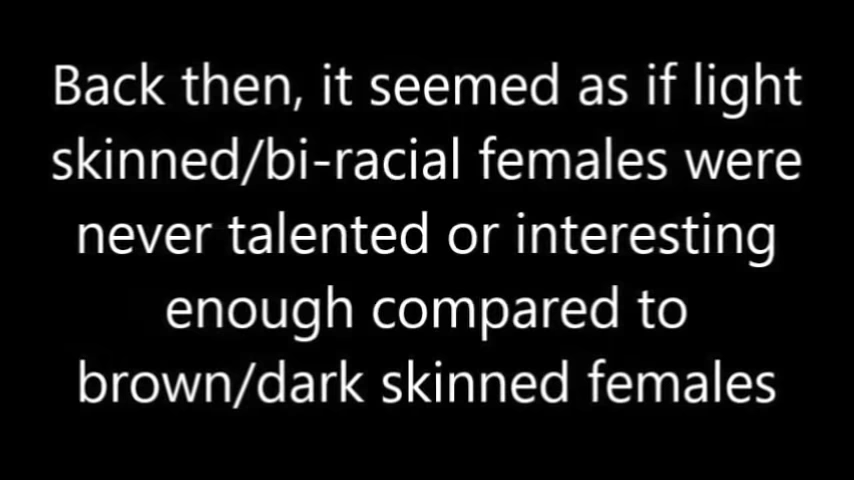 Back then, it seemed as if light
skinned/bi-racial females were
never talented or interesting
enough compared to
brown/dark skinned females